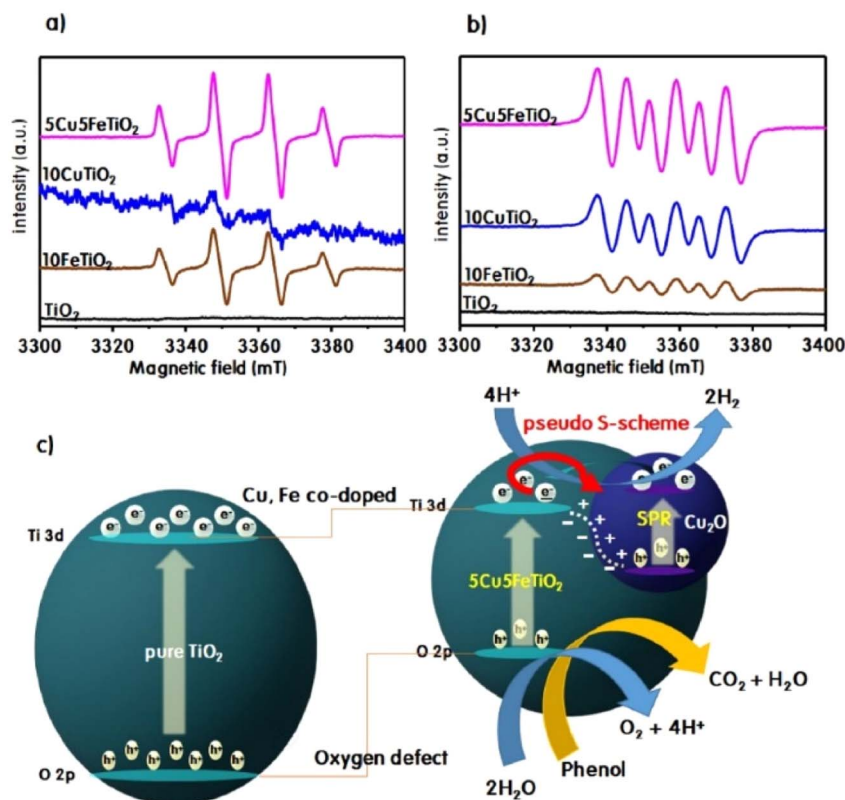 a)
intensity (a.u.)
5Cu5FeTiO₂
10CuTiO₂
10FeTiO₂
TiO₂
3300 3320 3340 3360 3380 3400
Magnetic field (mT)
b)
intensity (a.u.)
5Cu5FeTiO₂
10CuTiO₂
10FeTiO₂
TiO₂
3300 3320 3340 3360 3380 3400
Magnetic field (mT)
c)
Ti 3d
e⁻ e⁻ e⁻ e⁻ e⁻ e⁻ e⁻
pure TiO₂
h⁺ h⁺ h⁺ h⁺ h⁺ h⁺ h⁺
O 2p
Cu, Fe co-doped
Oxygen defect
4H⁺
2H₂
pseudo S-scheme
Ti 3d
e⁻ e⁻ e⁻
e⁻ e⁻ e⁻
+ + + +
− − − −
SPR
Cu₂O
h⁺ h⁺ h⁺
5Cu5FeTiO₂
h⁺ h⁺ h⁺
O 2p
CO₂ + H₂O
O₂ + 4H⁺
Phenol
2H₂O